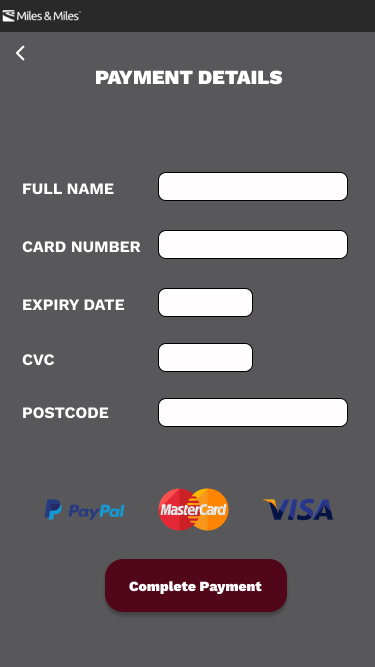 Miles & Miles
PAYMENT DETAILS
FULL NAME
CARD NUMBER
EXPIRY DATE
CVC
POSTCODE
PayPal MasterCard VISA
Complete Payment